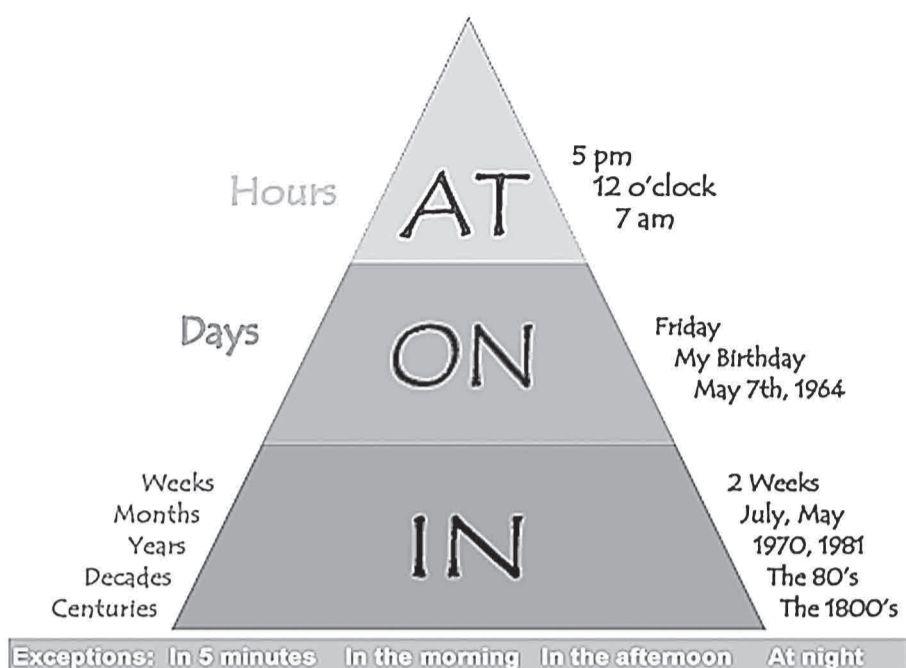 Hours
AT
5 pm
12 o'clock
7 am
Days
ON
Friday
My Birthday
May 7th, 1964
Weeks
Months
Years
Decades
Centuries
IN
2 Weeks
July, May
1970, 1981
The 80's
The 1800's
Exceptions: In 5 minutes In the morning In the afternoon At night